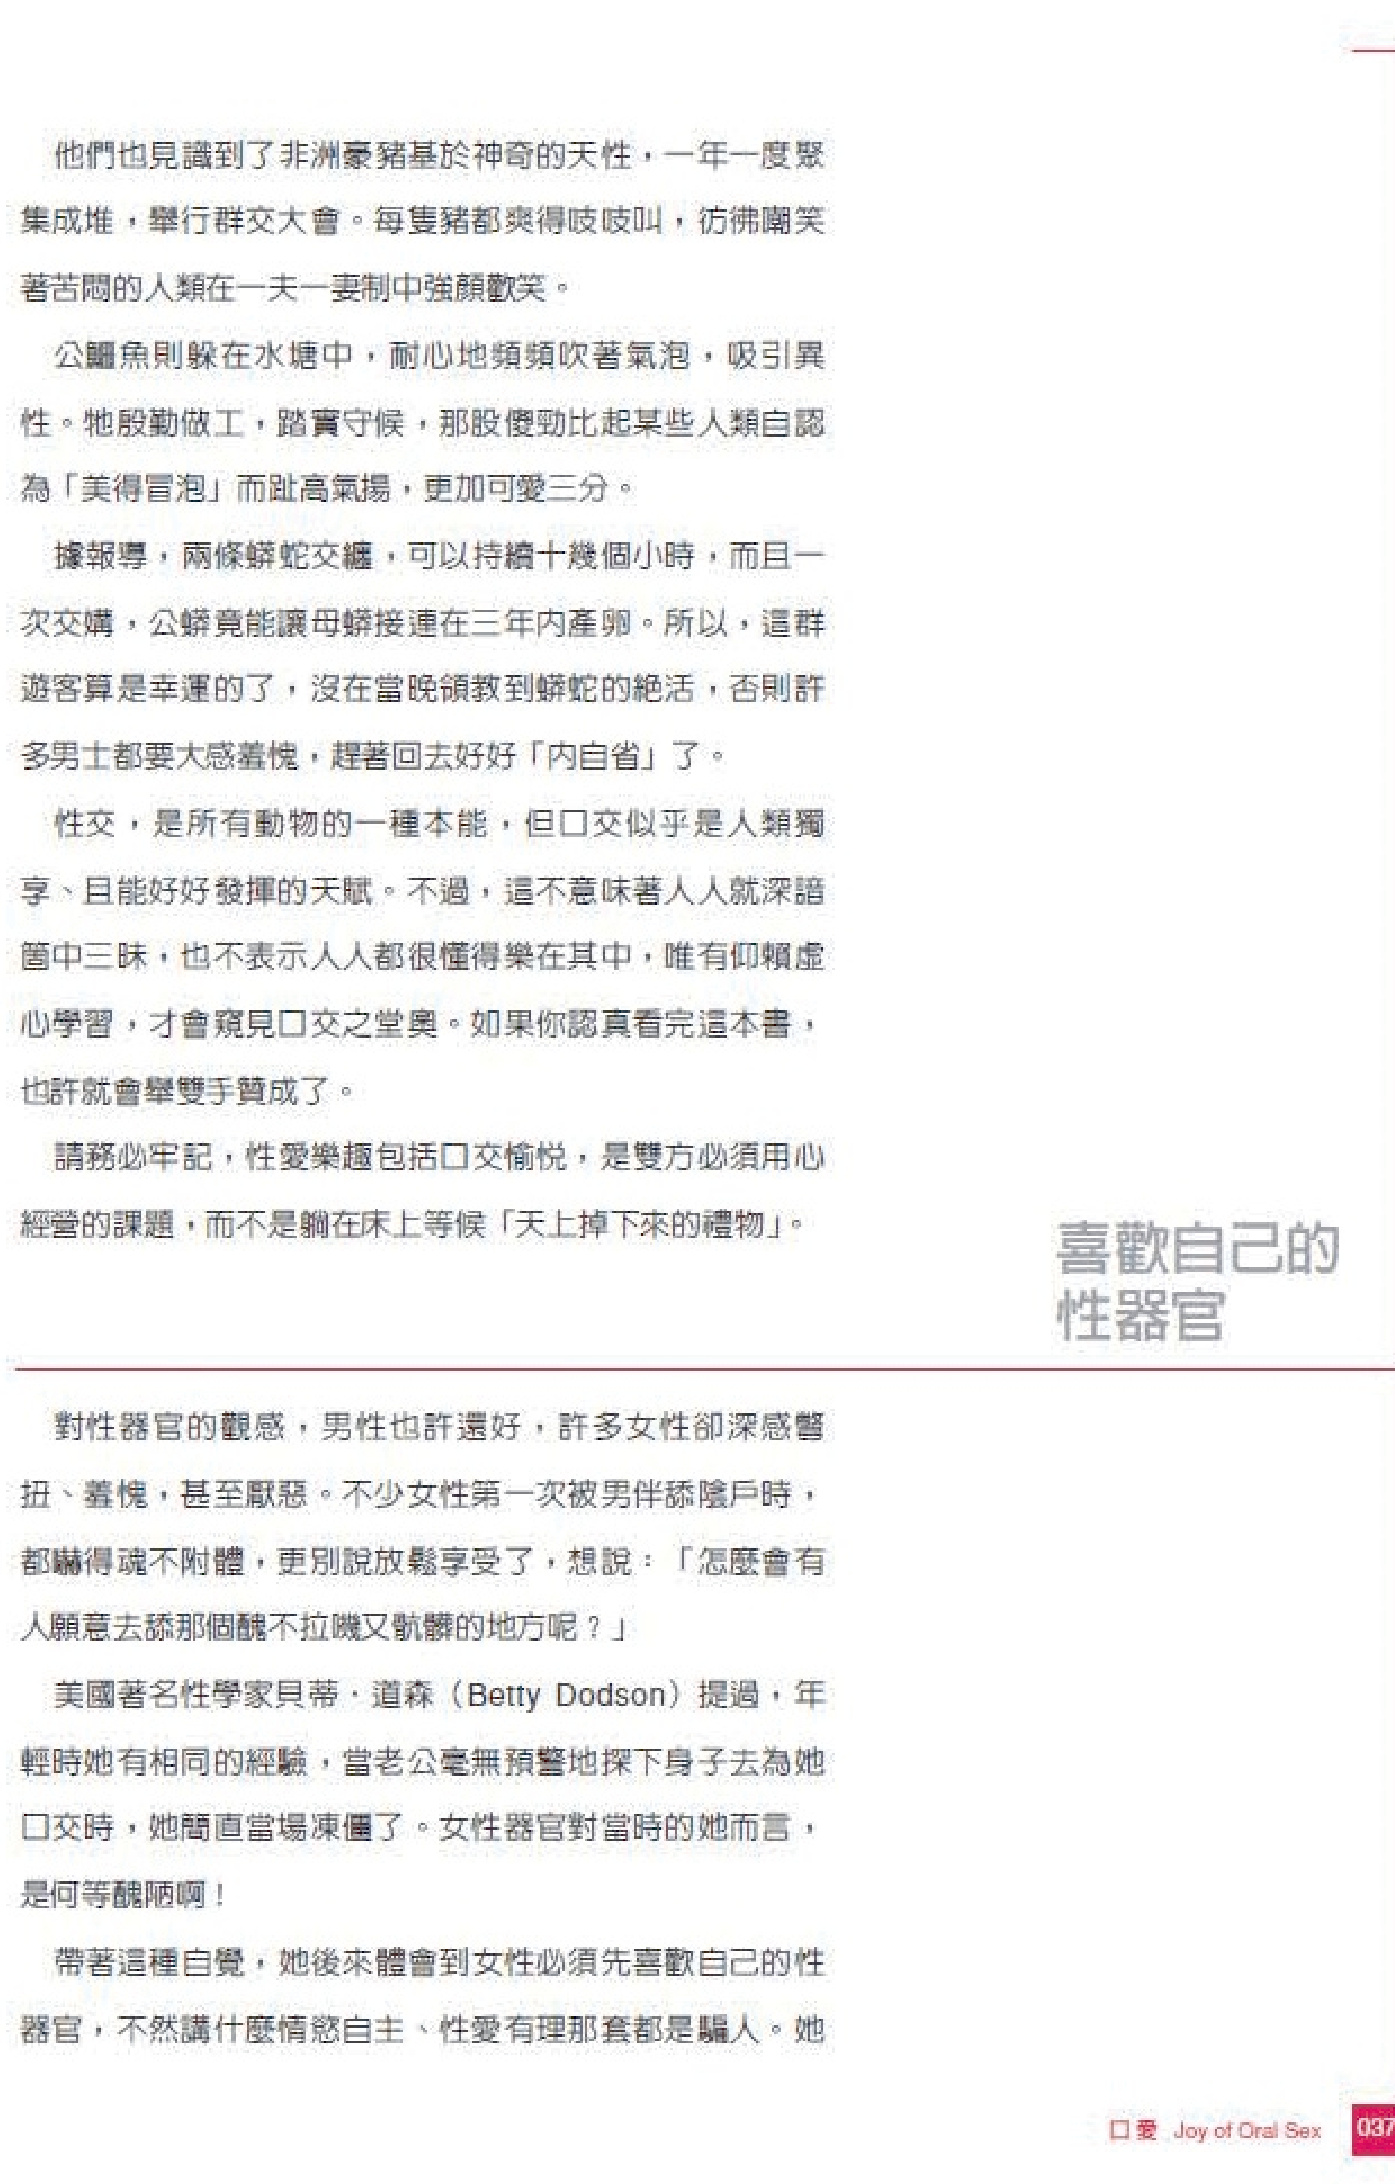 他們也見識到了非洲豪豬基於神奇的天性，一年一度聚
集成堆，舉行群交大會。每隻豬都爽得吱吱叫，彷彿嘲笑
著苦悶的人類在一夫一妻制中強顏歡笑。
公鱷魚則躲在水塘中，耐心地頻頻吹著氣泡，吸引異
性。牠殷勤做工，踏實守候，那股傻勁比起某些人類自認
為「美得冒泡」而趾高氣揚，更加可愛三分。
據報導，兩條蟒蛇交纏，可以持續十幾個小時，而且一
次交媾，公蟒竟能讓母蟒接連在三年內產卵。所以，這群
遊客算是幸運的了，沒在當晚領教到蟒蛇的絕活，否則許
多男士都要大感羞愧，趕著回去好好「內自省」了。
性交，是所有動物的一種本能，但口交似乎是人類獨
享、且能好好發揮的天賦。不過，這不意味著人人就深諳
箇中三昧，也不表示人人都很懂得樂在其中，唯有仰賴虛
心學習，才會窺見口交之堂奧。如果你認真看完這本書，
也許就會舉雙手贊成了。
請務必牢記，性愛樂趣包括口交愉悅，是雙方必須用心
經營的課題，而不是躺在床上等候「天上掉下來的禮物」。
喜歡自己的
性器官
對性器官的觀感，男性也許還好，許多女性卻深感彆
扭、羞愧，甚至厭惡。不少女性第一次被男伴舔陰戶時，
都嚇得魂不附體，更別說放鬆享受了，想說：「怎麼會有
人願意去舔那個醜不拉嘰又骯髒的地方呢？」
美國著名性學家貝蒂．道森（Betty Dodson）提過，年
輕時她有相同的經驗，當老公毫無預警地探下身子去為她
口交時，她簡直當場凍僵了。女性器官對當時的她而言，
是何等醜陋啊！
帶著這種自覺，她後來體會到女性必須先喜歡自己的性
器官，不然講什麼情慾自主、性愛有理那套都是騙人。她
口愛 Joy of Oral Sex 037